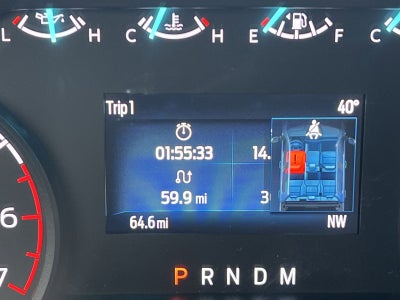 L H C H E F C
Trip 1 40°
01:55:33 14.
59.9 mi 3
64.6 mi NW
6
7
P R N D M